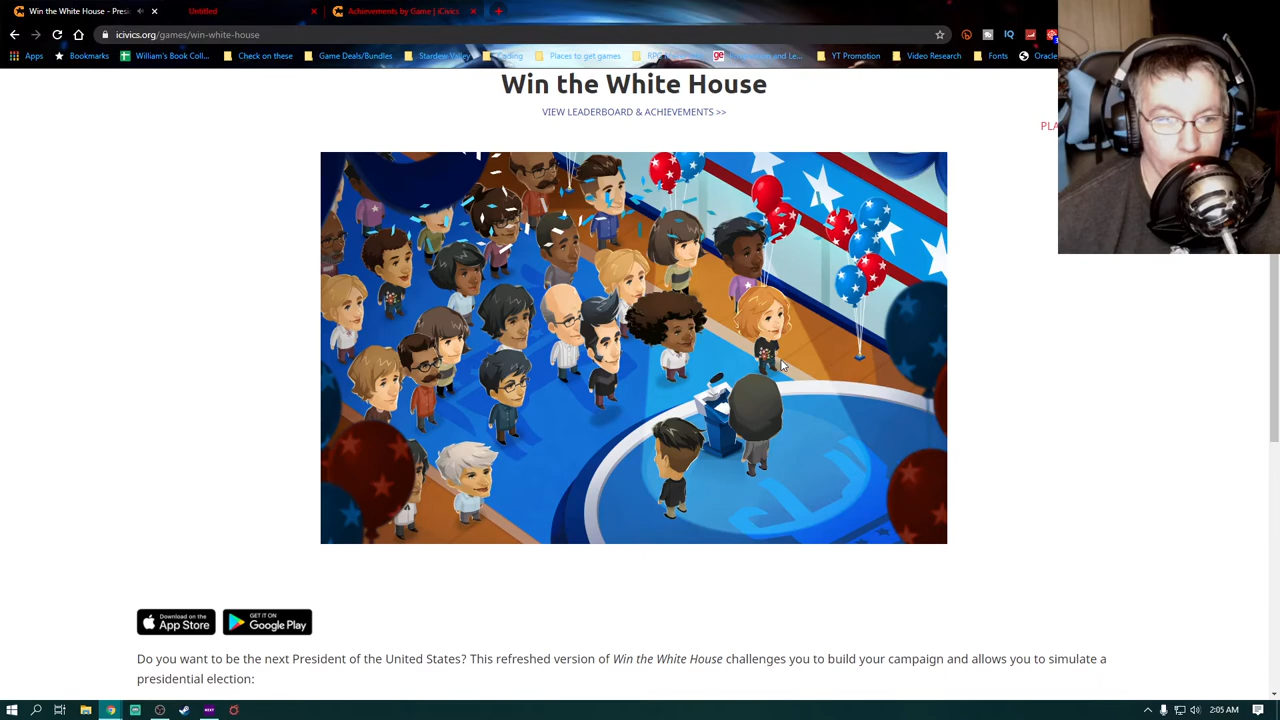 Win the White House - Presi
Untitled
Achievements by Game | iCivics
icivics.org/games/win-white-house
Apps
Bookmarks
William's Book Coll...
Check on these
Game Deals/Bundles
Stardew Valley
Coding
Places to get games
YT Promotion
Video Research
Fonts
Oracle
Win the White House
VIEW LEADERBOARD & ACHIEVEMENTS >>
PLA
Download on the
App Store
GET IT ON
Google Play
Do you want to be the next President of the United States? This refreshed version of Win the White House challenges you to build your campaign and allows you to simulate a
presidential election:
2:05 AM